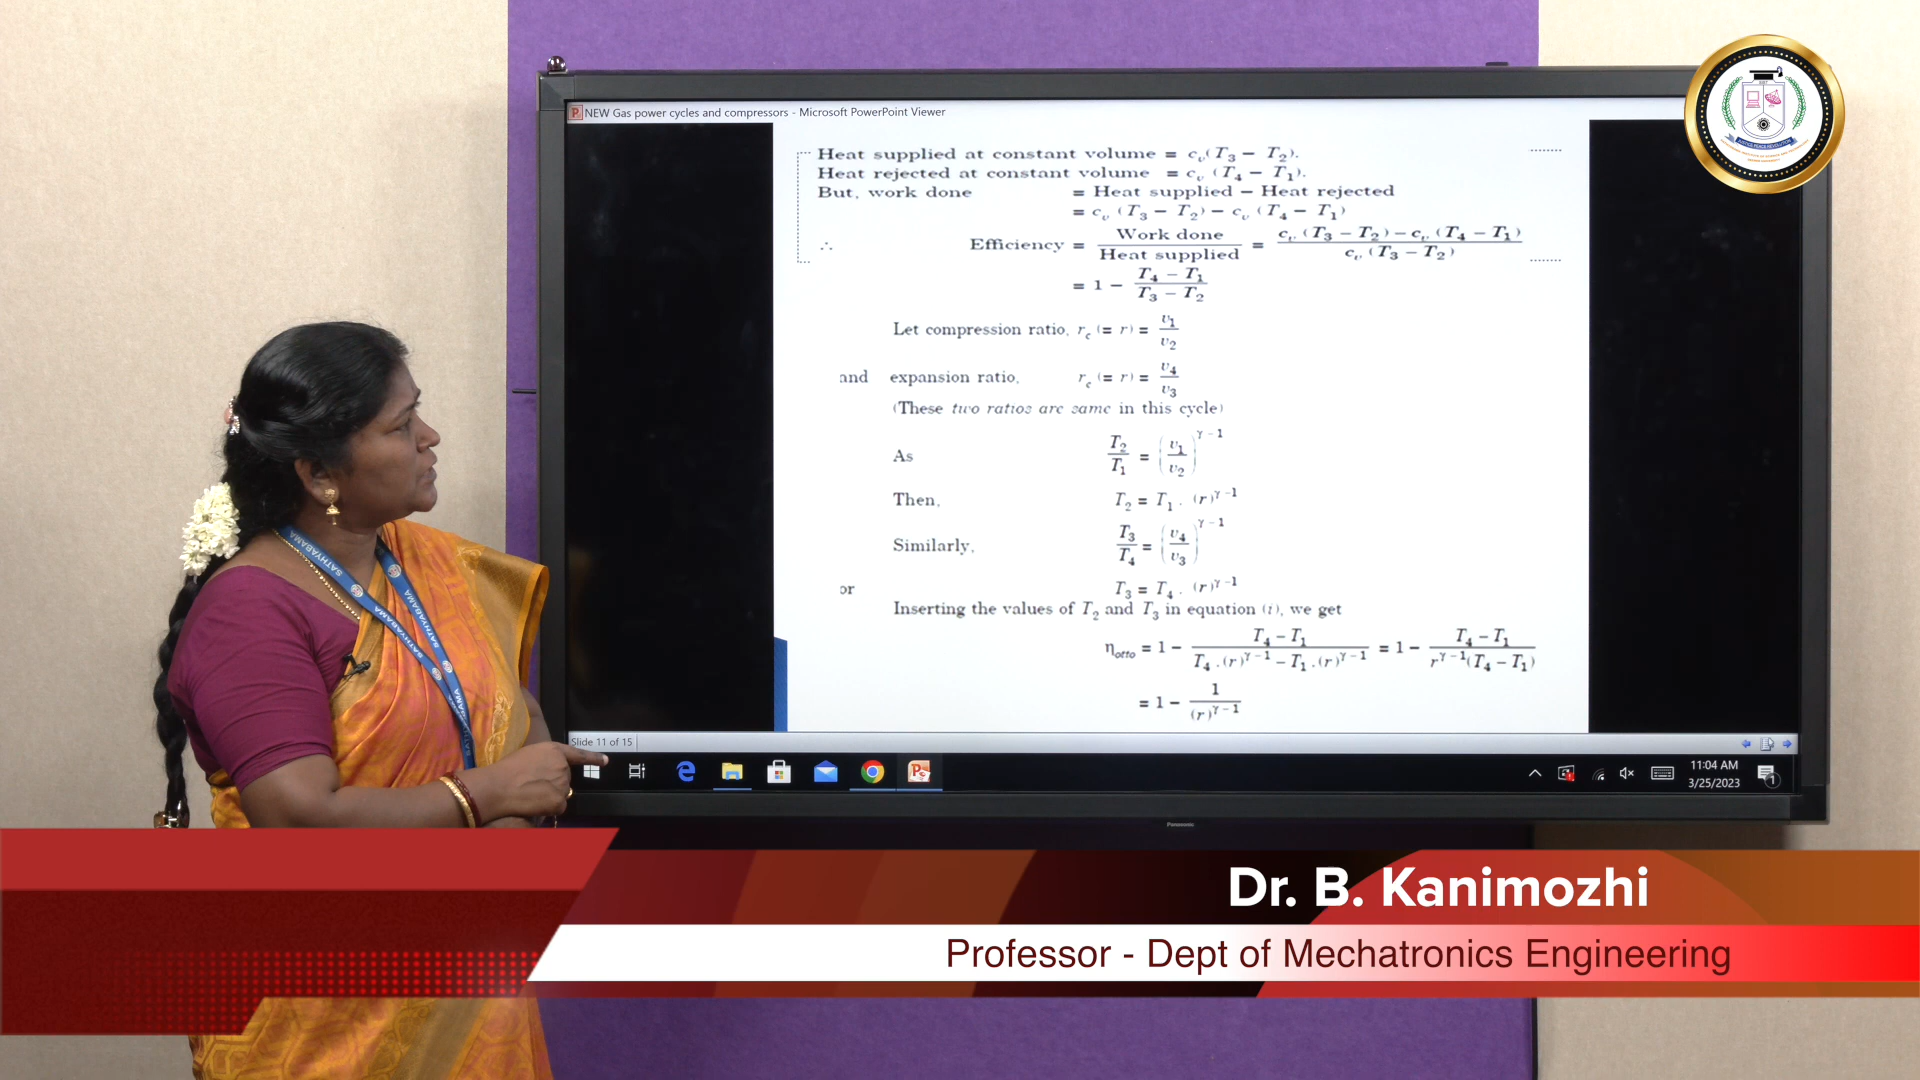 NEW Gas power cycles and compressors - Microsoft PowerPoint Viewer
Heat supplied at constant volume = c_v(T_3 − T_2).
Heat rejected at constant volume = c_v (T_4 − T_1).
But, work done = Heat supplied − Heat rejected
= c_v (T_3 − T_2) − c_v (T_4 − T_1)
∴ Efficiency = Work done / Heat supplied = c_v (T_3 − T_2) − c_v (T_4 − T_1) / c_v (T_3 − T_2)
= 1 − T_4 − T_1 / T_3 − T_2
Let compression ratio, r_c (= r) = v_1 / v_2
and expansion ratio, r_e (= r) = v_4 / v_3
(These two ratios are same in this cycle)
As T_2 / T_1 = (v_1 / v_2)^γ − 1
Then, T_2 = T_1 . (r)^γ − 1
Similarly, T_3 / T_4 = (v_4 / v_3)^γ − 1
or T_3 = T_4 . (r)^γ − 1
Inserting the values of T_2 and T_3 in equation (i), we get
η_otto = 1 − T_4 − T_1 / T_4 . (r)^γ − 1 − T_1 . (r)^γ − 1 = 1 − T_4 − T_1 / r^γ − 1 (T_4 − T_1)
= 1 − 1 / (r)^γ − 1
Slide 11 of 15
11:04 AM
3/25/2023
1
Panasonic
SATHYABAMA
SATHYABAMA
SATHYABAMA
Dr. B. Kanimozhi
Professor - Dept of Mechatronics Engineering